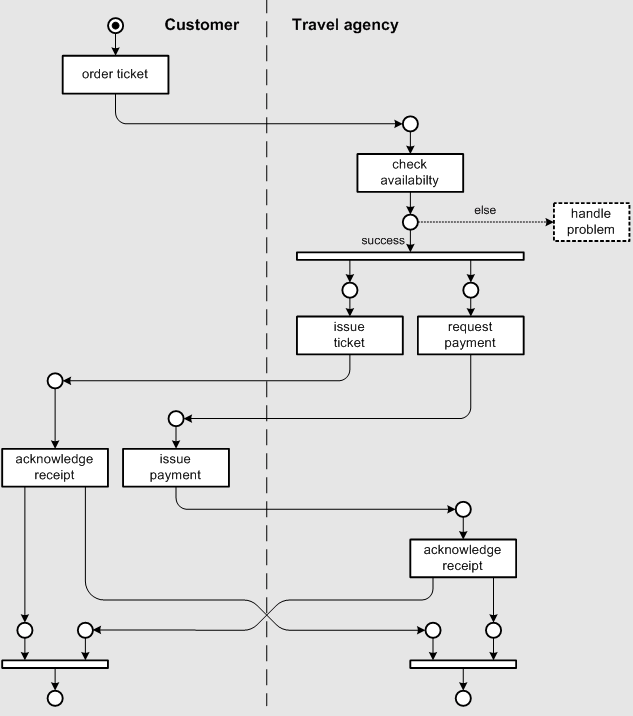 Customer
Travel agency
order ticket
check
availabilty
else
handle
problem
success
issue
ticket
request
payment
acknowledge
receipt
issue
payment
acknowledge
receipt